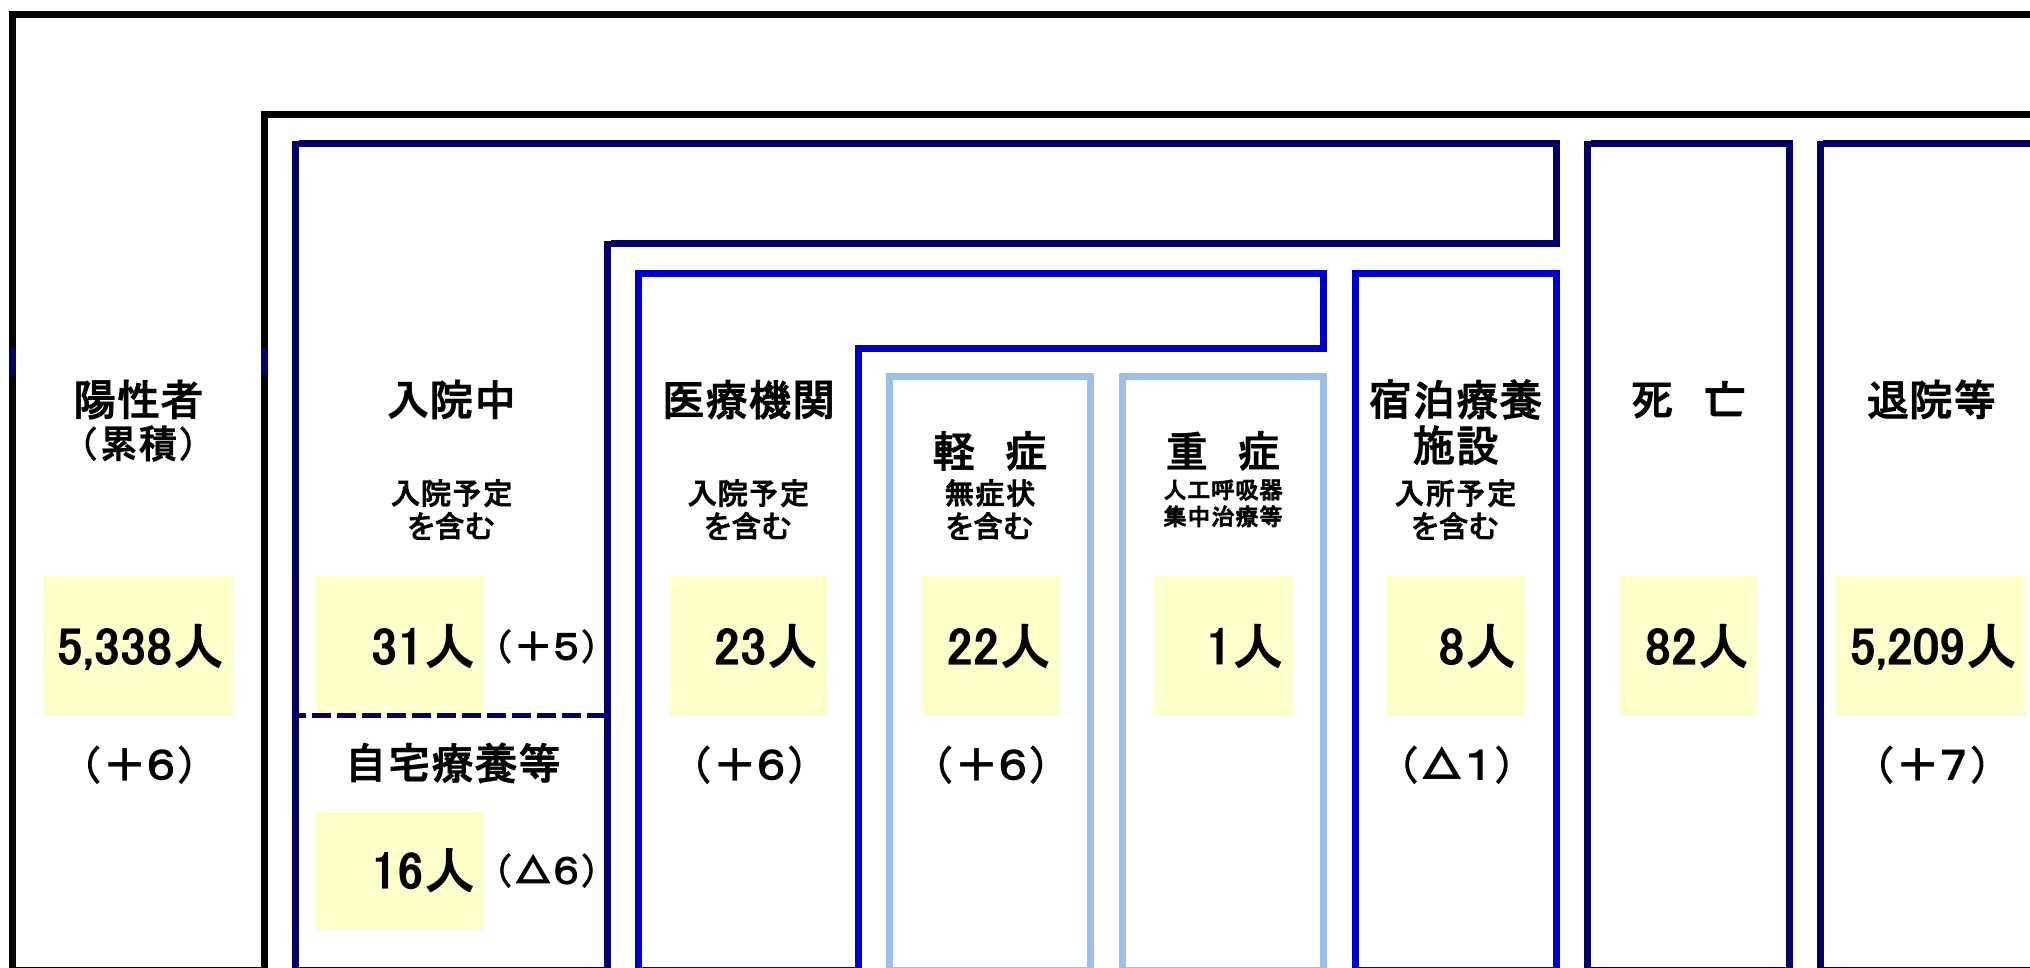 陽性者
（累積）
5,338人
（＋6）
入院中
入院予定
を含む
31人 （＋5）
自宅療養等
16人 （△6）
医療機関
入院予定
を含む
23人
（＋6）
軽　症
無症状
を含む
22人
（＋6）
重　症
人工呼吸器
集中治療等
1人
宿泊療養
施設
入所予定
を含む
8人
（△1）
死　亡
82人
退院等
5,209人
（＋7）